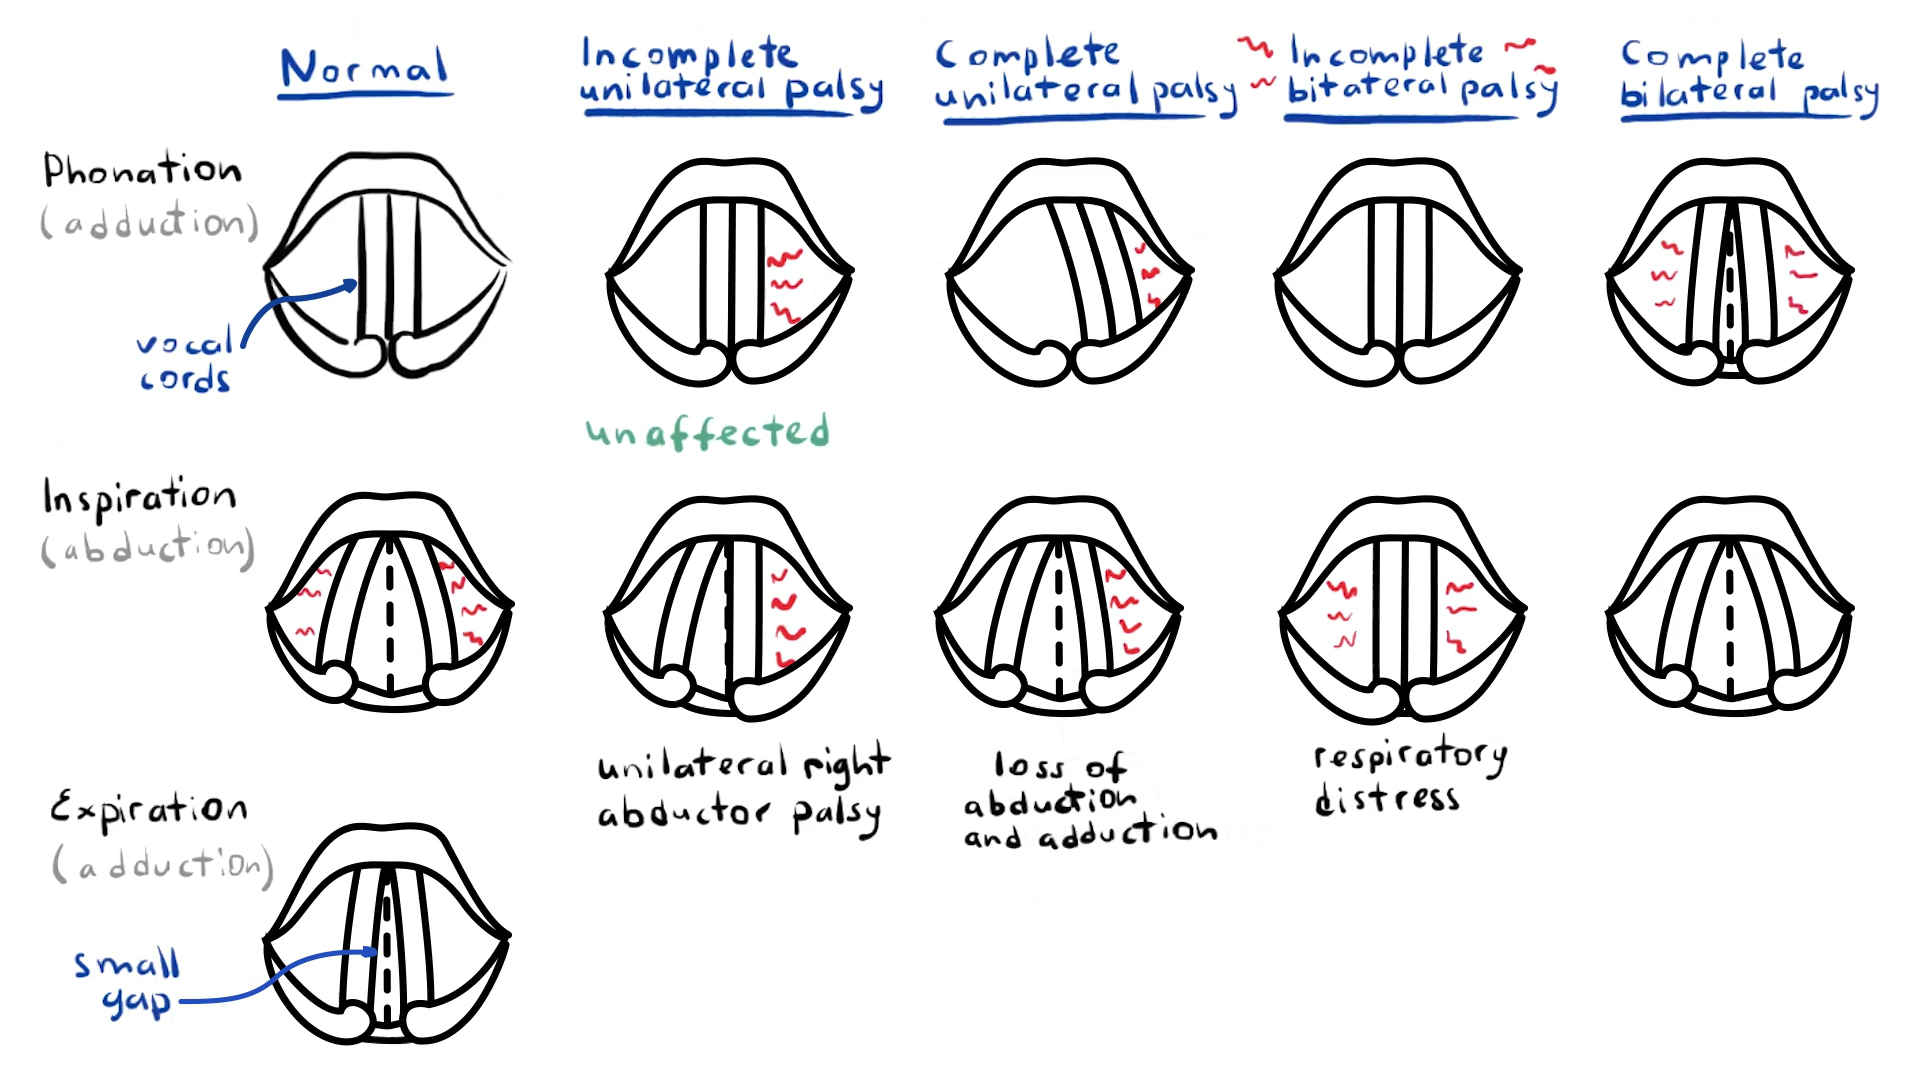 Normal
Incomplete
unilateral palsy
Complete
unilateral palsy
Incomplete
bitateral palsy
Complete
bilateral palsy
Phonation
(adduction)
vocal
cords
unaffected
Inspiration
(abduction)
unilateral right
abductor palsy
loss of
abduction
and adduction
respiratory
distress
Expiration
(adduction)
small
gap